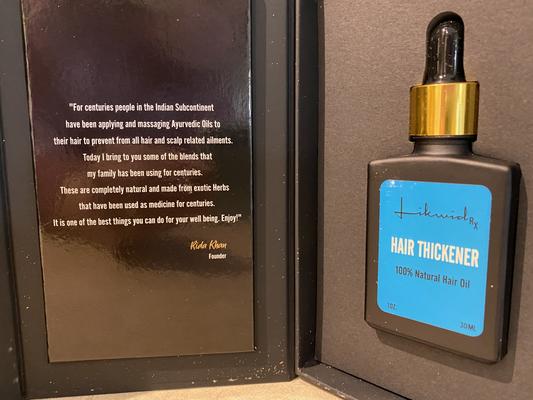 "For centuries people in the Indian Subcontinent
have been applying and massaging Ayurvedic Oils to
their hair to prevent from all hair and scalp related ailments.
Today I bring to you some of the blends that
my family has been using for centuries.
These are completely natural and made from exotic Herbs
that have been used as medicine for centuries.
It is one of the best things you can do for your well being. Enjoy!"
Rida Khan
Founder
Likwid Rx
HAIR THICKENER
100% Natural Hair Oil
1OZ. 30ML